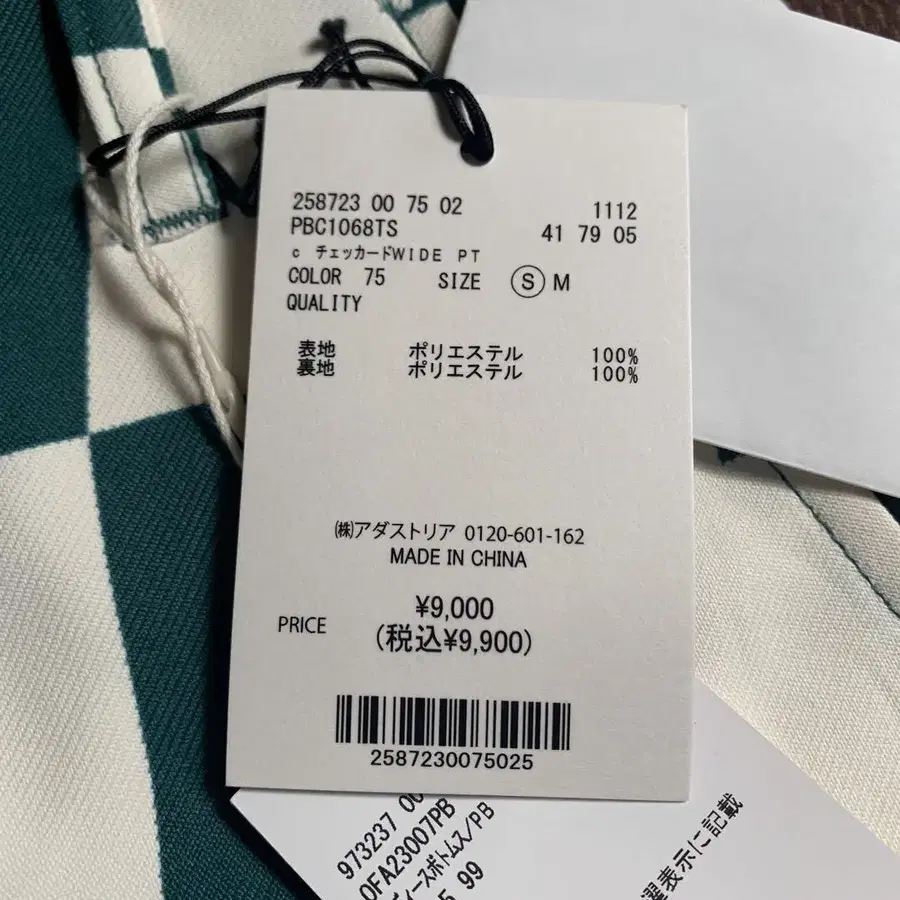 258723 00 75 02
1112
PBC1068TS
41 79 05
c チェッカードWIDE PT
COLOR 75 SIZE Ⓢ M
QUALITY
表地 ポリエステル 100%
裏地 ポリエステル 100%
㈱アダストリア 0120-601-162
MADE IN CHINA
PRICE
¥9,000
(税込¥9,900)
2587230075025
973237 00
0FA23007PB
ディースボトムス/PB
99
濯表示に記載